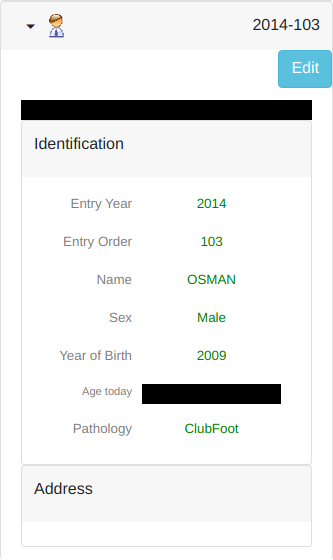 2014-103
Edit
Identification
Entry Year 2014
Entry Order 103
Name OSMAN
Sex Male
Year of Birth 2009
Age today
Pathology ClubFoot
Address